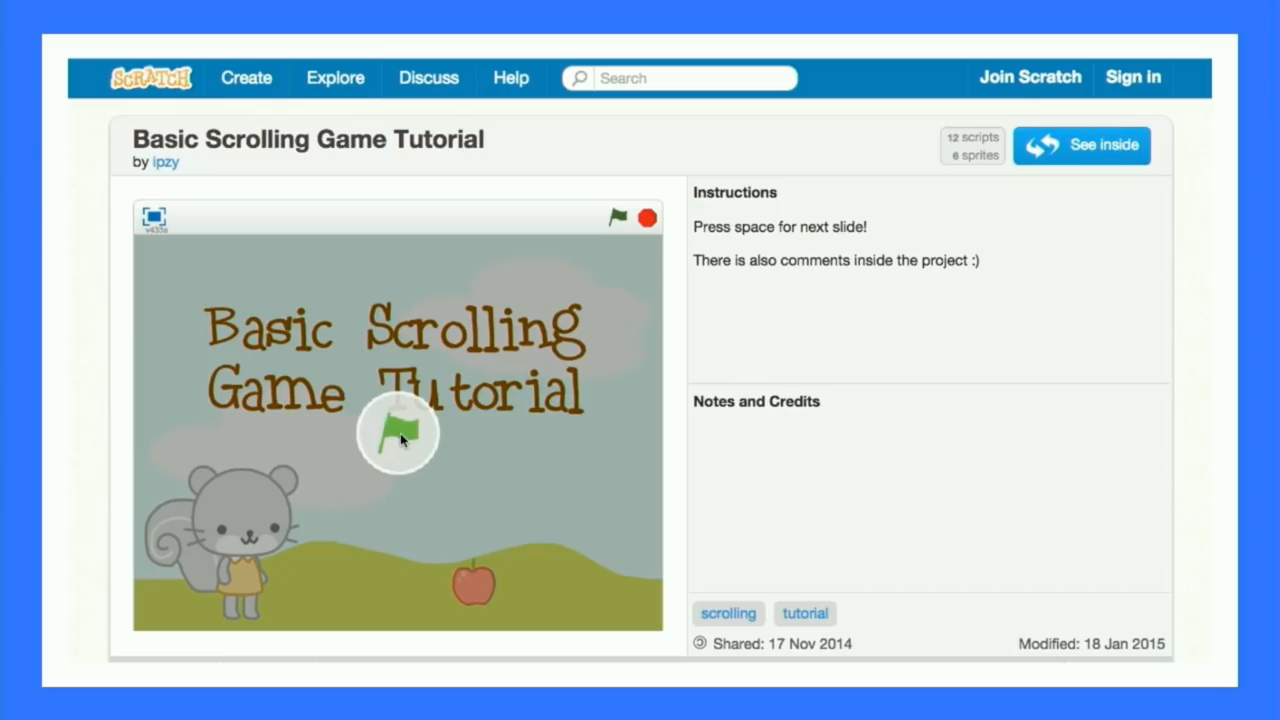 SCRATCH Create Explore Discuss Help Search Join Scratch Sign in
Basic Scrolling Game Tutorial
by ipzy
12 scripts
6 sprites
See inside
v433a
Basic Scrolling
Game Tutorial
Instructions
Press space for next slide!
There is also comments inside the project :)
Notes and Credits
scrolling tutorial
Shared: 17 Nov 2014 Modified: 18 Jan 2015